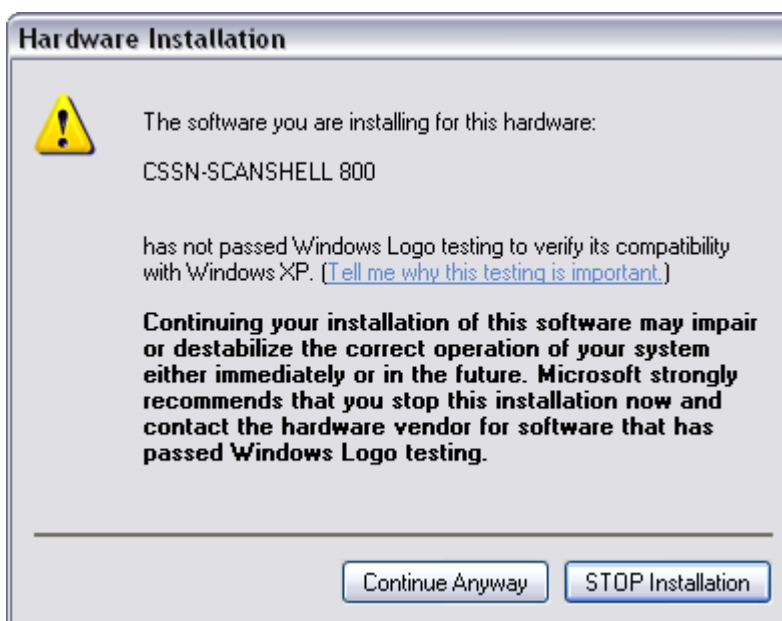 Hardware Installation
The software you are installing for this hardware:
CSSN-SCANSHELL 800
has not passed Windows Logo testing to verify its compatibility
with Windows XP. (Tell me why this testing is important.)
Continuing your installation of this software may impair
or destabilize the correct operation of your system
either immediately or in the future. Microsoft strongly
recommends that you stop this installation now and
contact the hardware vendor for software that has
passed Windows Logo testing.
Continue Anyway
STOP Installation